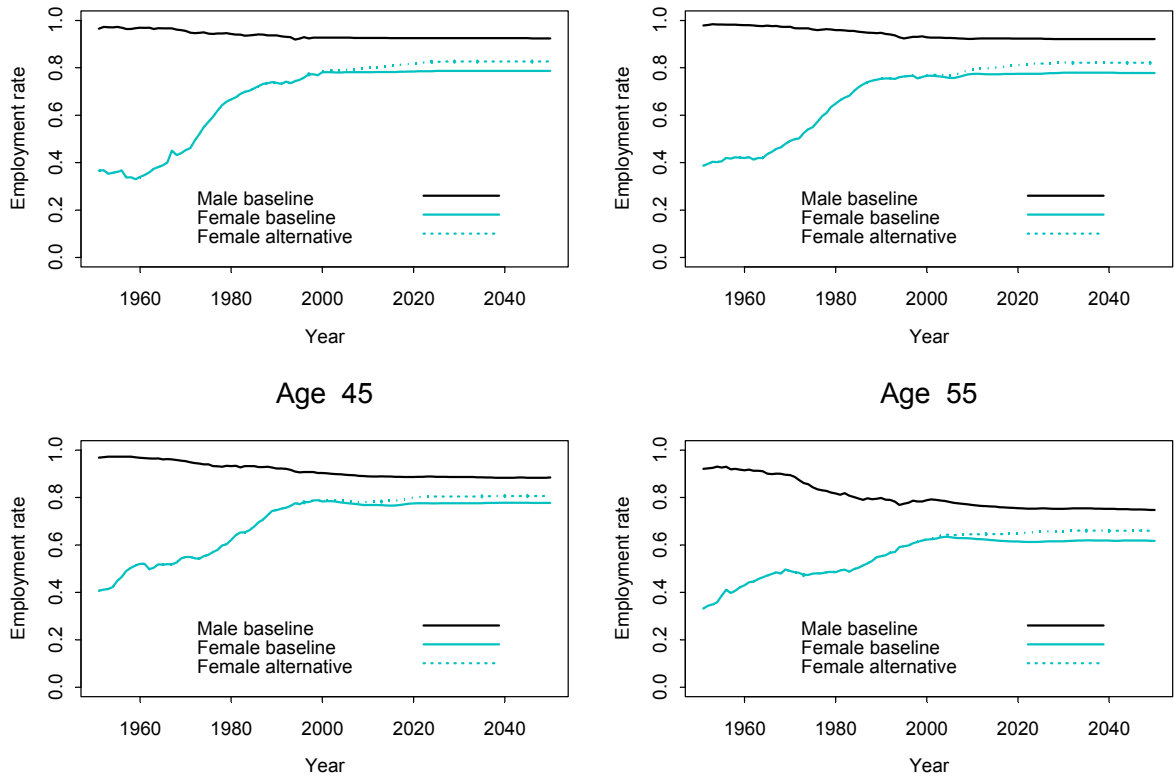 Employment rate
0.0 0.2 0.4 0.6 0.8 1.0
Male baseline
Female baseline
Female alternative
1960 1980 2000 2020 2040
Year
Employment rate
0.0 0.2 0.4 0.6 0.8 1.0
Male baseline
Female baseline
Female alternative
1960 1980 2000 2020 2040
Year
Age 45
Employment rate
0.0 0.2 0.4 0.6 0.8 1.0
Male baseline
Female baseline
Female alternative
1960 1980 2000 2020 2040
Year
Age 55
Employment rate
0.0 0.2 0.4 0.6 0.8 1.0
Male baseline
Female baseline
Female alternative
1960 1980 2000 2020 2040
Year